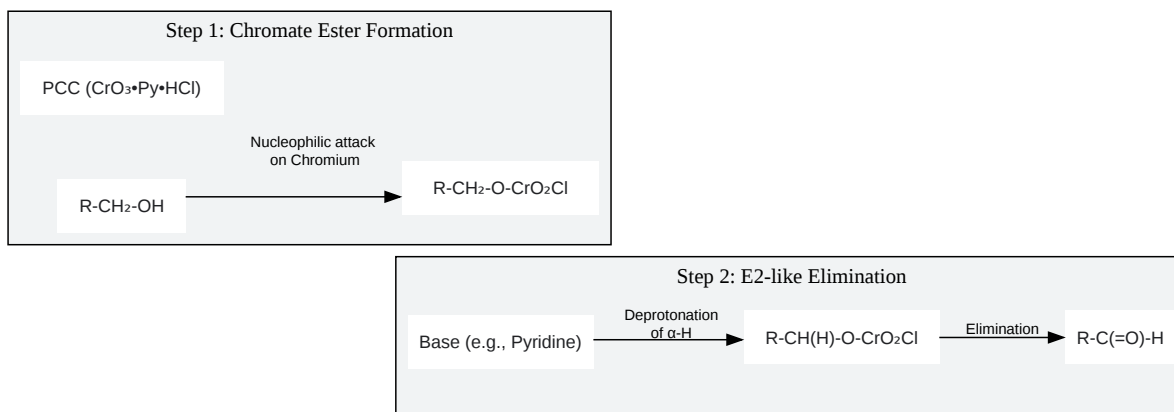 Step 1: Chromate Ester Formation
PCC (CrO₃•Py•HCl)
Nucleophilic attack
on Chromium
R-CH₂-OH
R-CH₂-O-CrO₂Cl
Step 2: E2-like Elimination
Base (e.g., Pyridine)
Deprotonation
of α-H
R-CH(H)-O-CrO₂Cl
Elimination
R-C(=O)-H